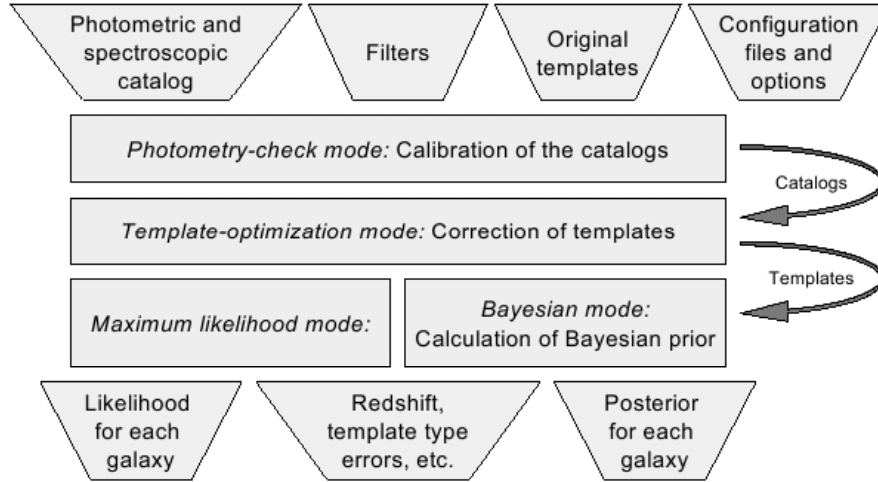 Photometric and
spectroscopic
catalog
Filters
Original
templates
Configuration
files and
options
Photometry-check mode: Calibration of the catalogs
Catalogs
Template-optimization mode: Correction of templates
Templates
Maximum likelihood mode:
Bayesian mode:
Calculation of Bayesian prior
Likelihood
for each
galaxy
Redshift,
template type
errors, etc.
Posterior
for each
galaxy